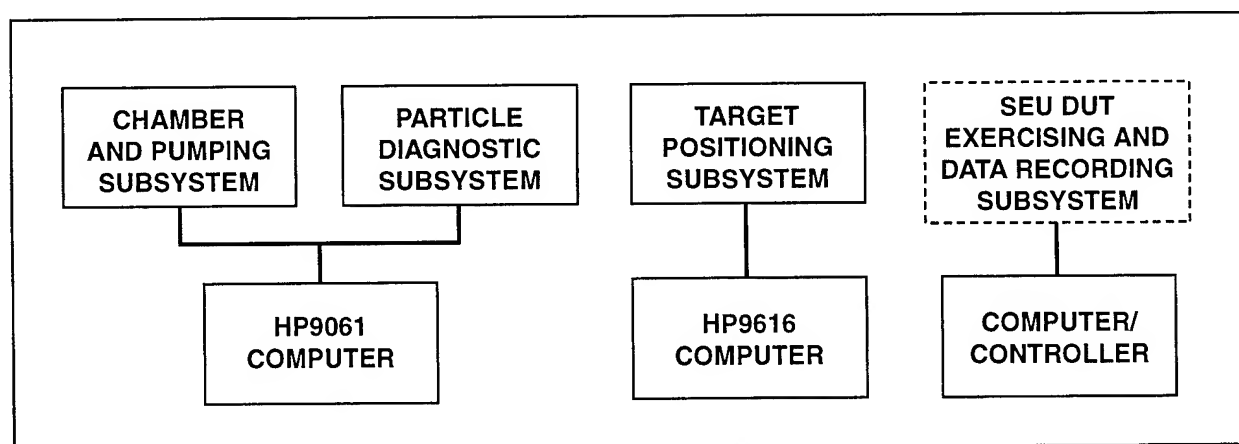 CHAMBER
AND PUMPING
SUBSYSTEM
PARTICLE
DIAGNOSTIC
SUBSYSTEM
TARGET
POSITIONING
SUBSYSTEM
SEU DUT
EXERCISING AND
DATA RECORDING
SUBSYSTEM
HP9061
COMPUTER
HP9616
COMPUTER
COMPUTER/
CONTROLLER